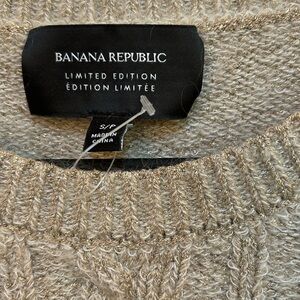 BANANA REPUBLIC
LIMITED EDITION
ÉDITION LIMITÉE
S/P
MADE IN
CHINA